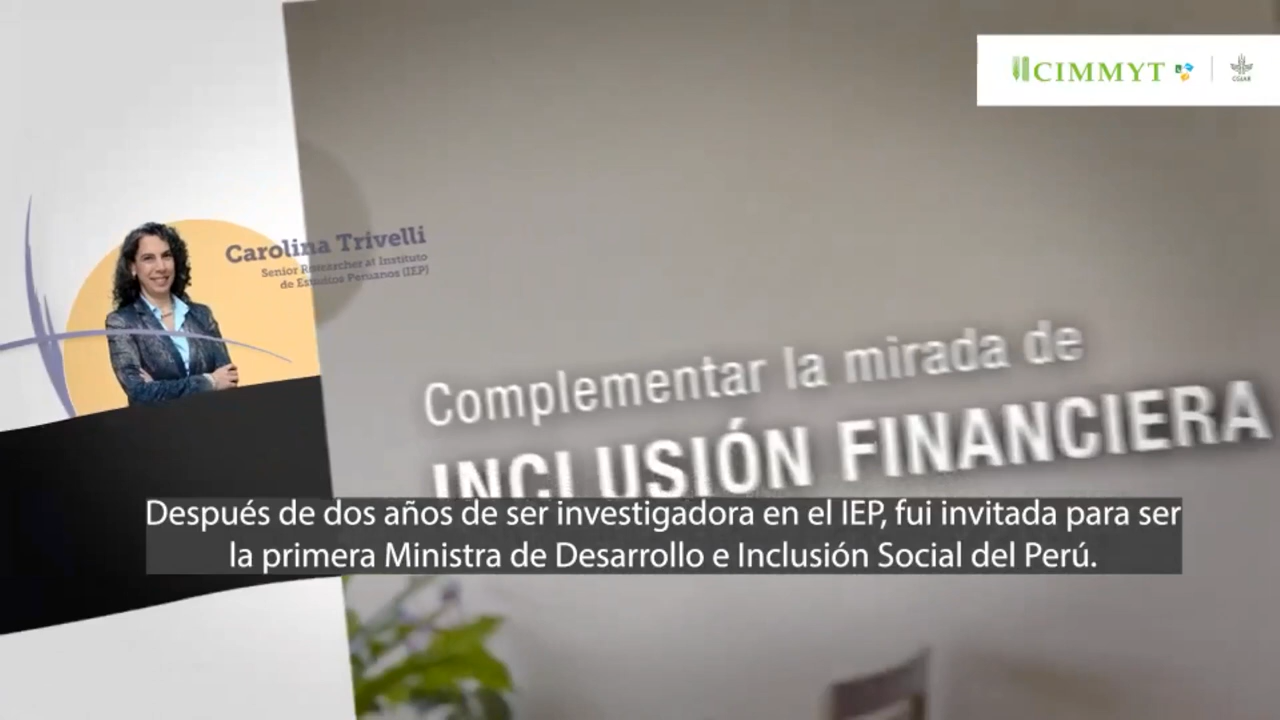 CIMMYT
CGIAR
Carolina Trivelli
Senior Researcher at Instituto
de Estudios Peruanos (IEP)
Complementar la mirada de
INCLUSIÓN FINANCIERA
Después de dos años de ser investigadora en el IEP, fui invitada para ser
la primera Ministra de Desarrollo e Inclusión Social del Perú.